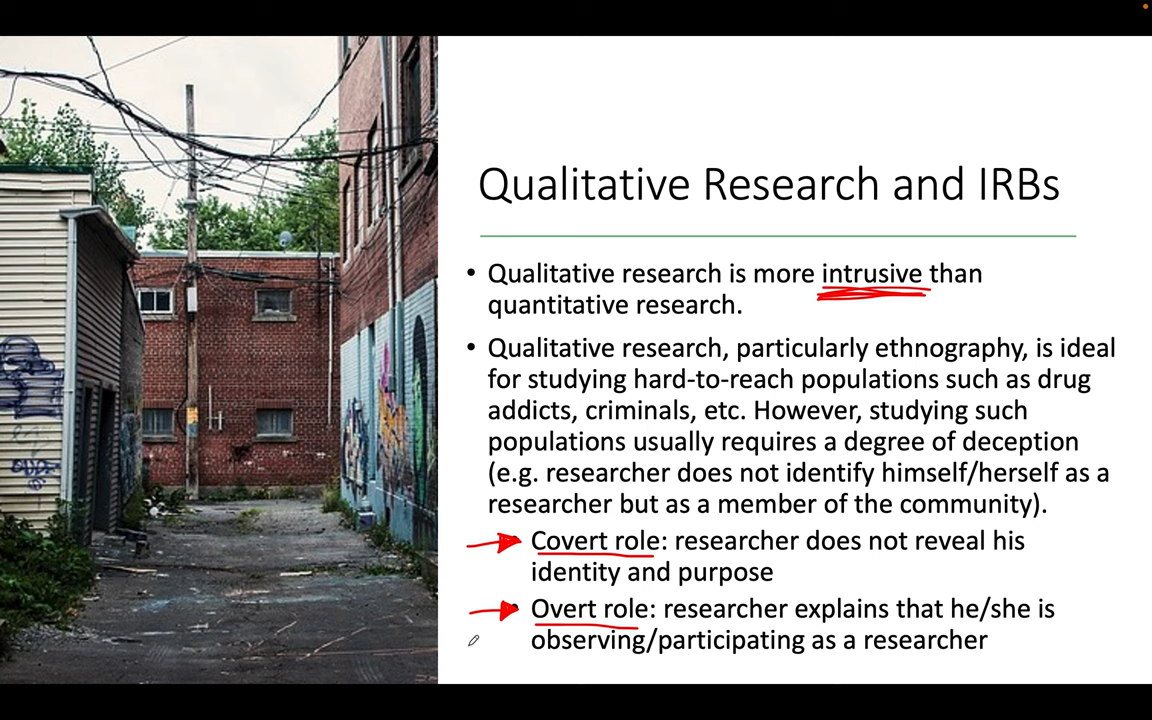 Qualitative Research and IRBs
• Qualitative research is more intrusive than
quantitative research.
• Qualitative research, particularly ethnography, is ideal
for studying hard-to-reach populations such as drug
addicts, criminals, etc. However, studying such
populations usually requires a degree of deception
(e.g. researcher does not identify himself/herself as a
researcher but as a member of the community).
Covert role: researcher does not reveal his
identity and purpose
Overt role: researcher explains that he/she is
observing/participating as a researcher